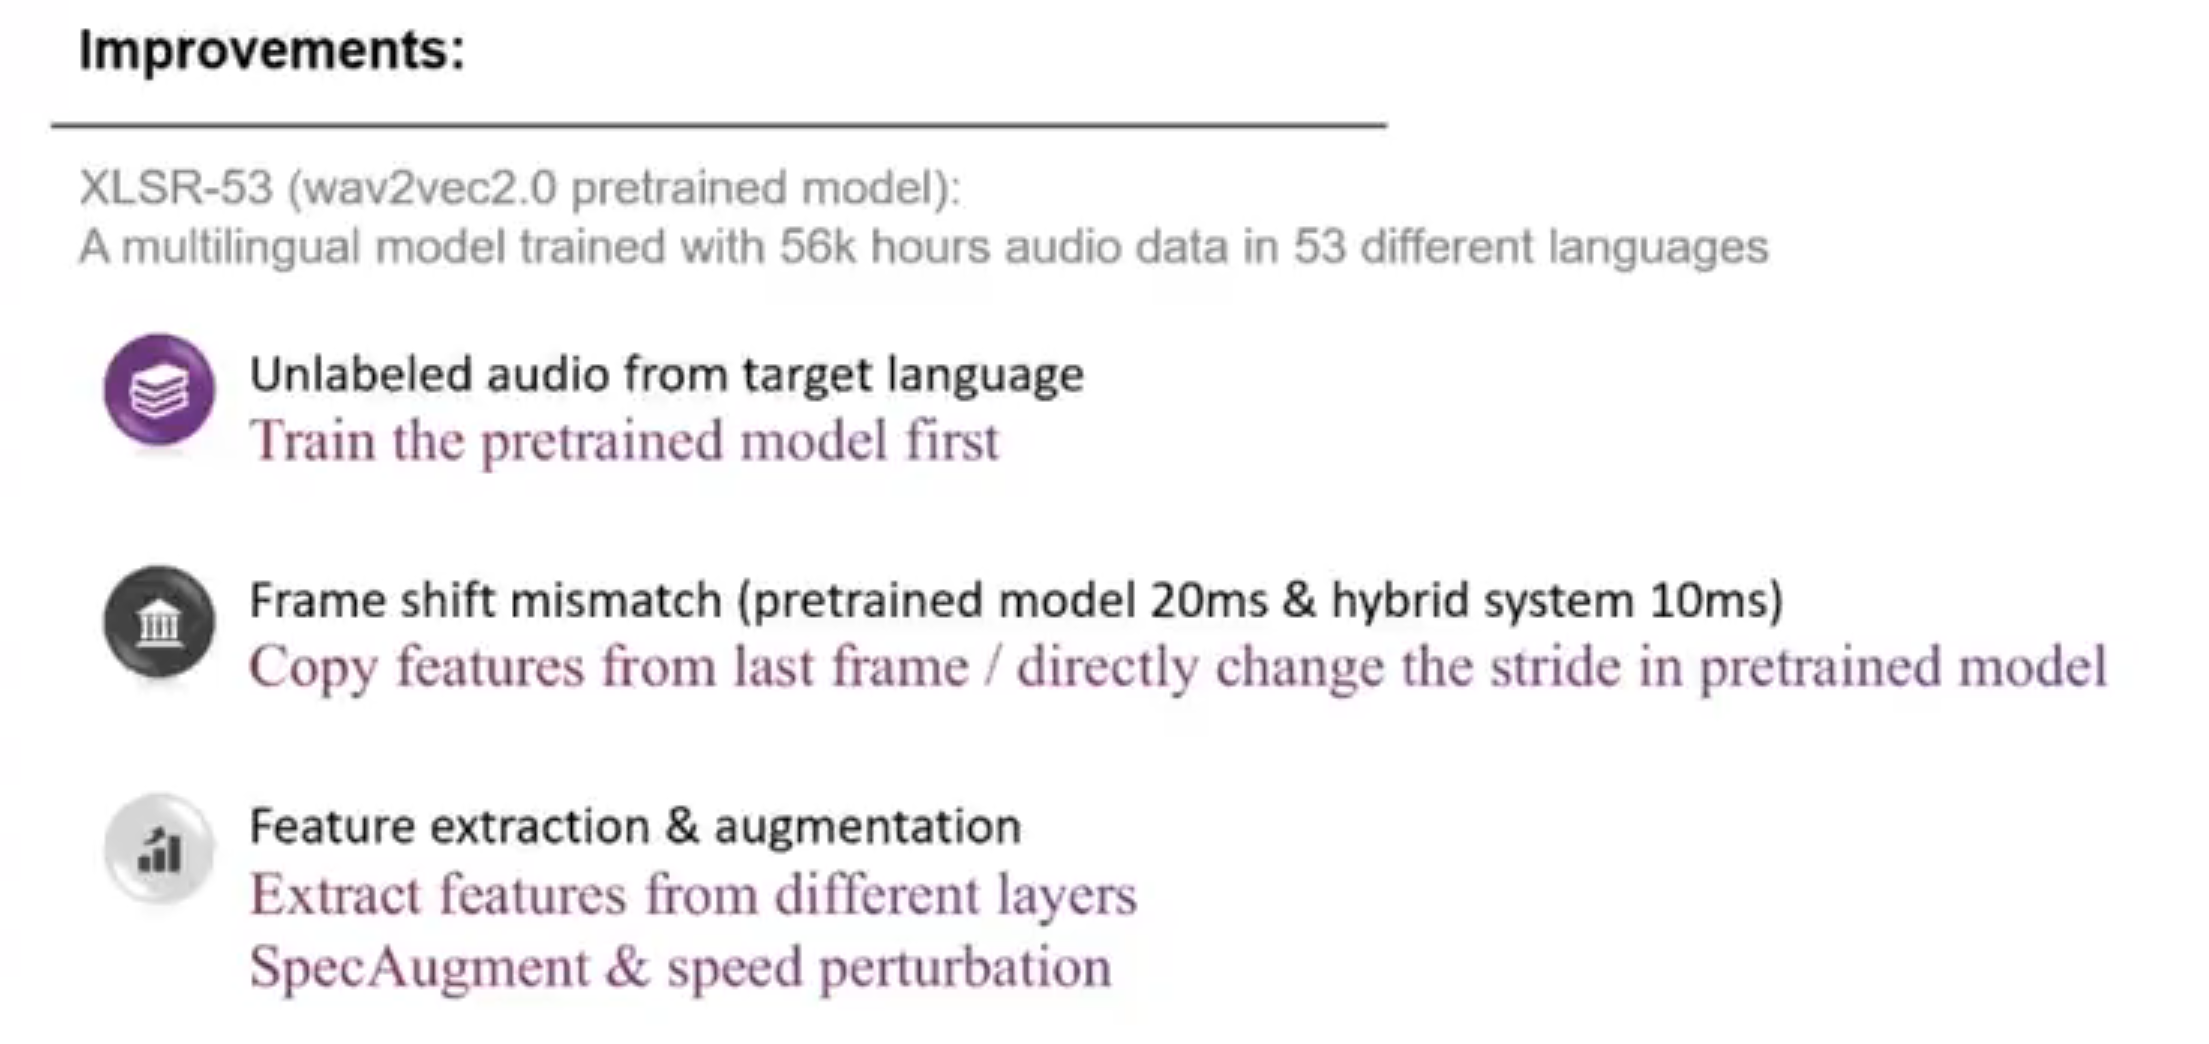 Improvements:
XLSR-53 (wav2vec2.0 pretrained model):
A multilingual model trained with 56k hours audio data in 53 different languages
Unlabeled audio from target language
Train the pretrained model first
Frame shift mismatch (pretrained model 20ms & hybrid system 10ms)
Copy features from last frame / directly change the stride in pretrained model
Feature extraction & augmentation
Extract features from different layers
SpecAugment & speed perturbation